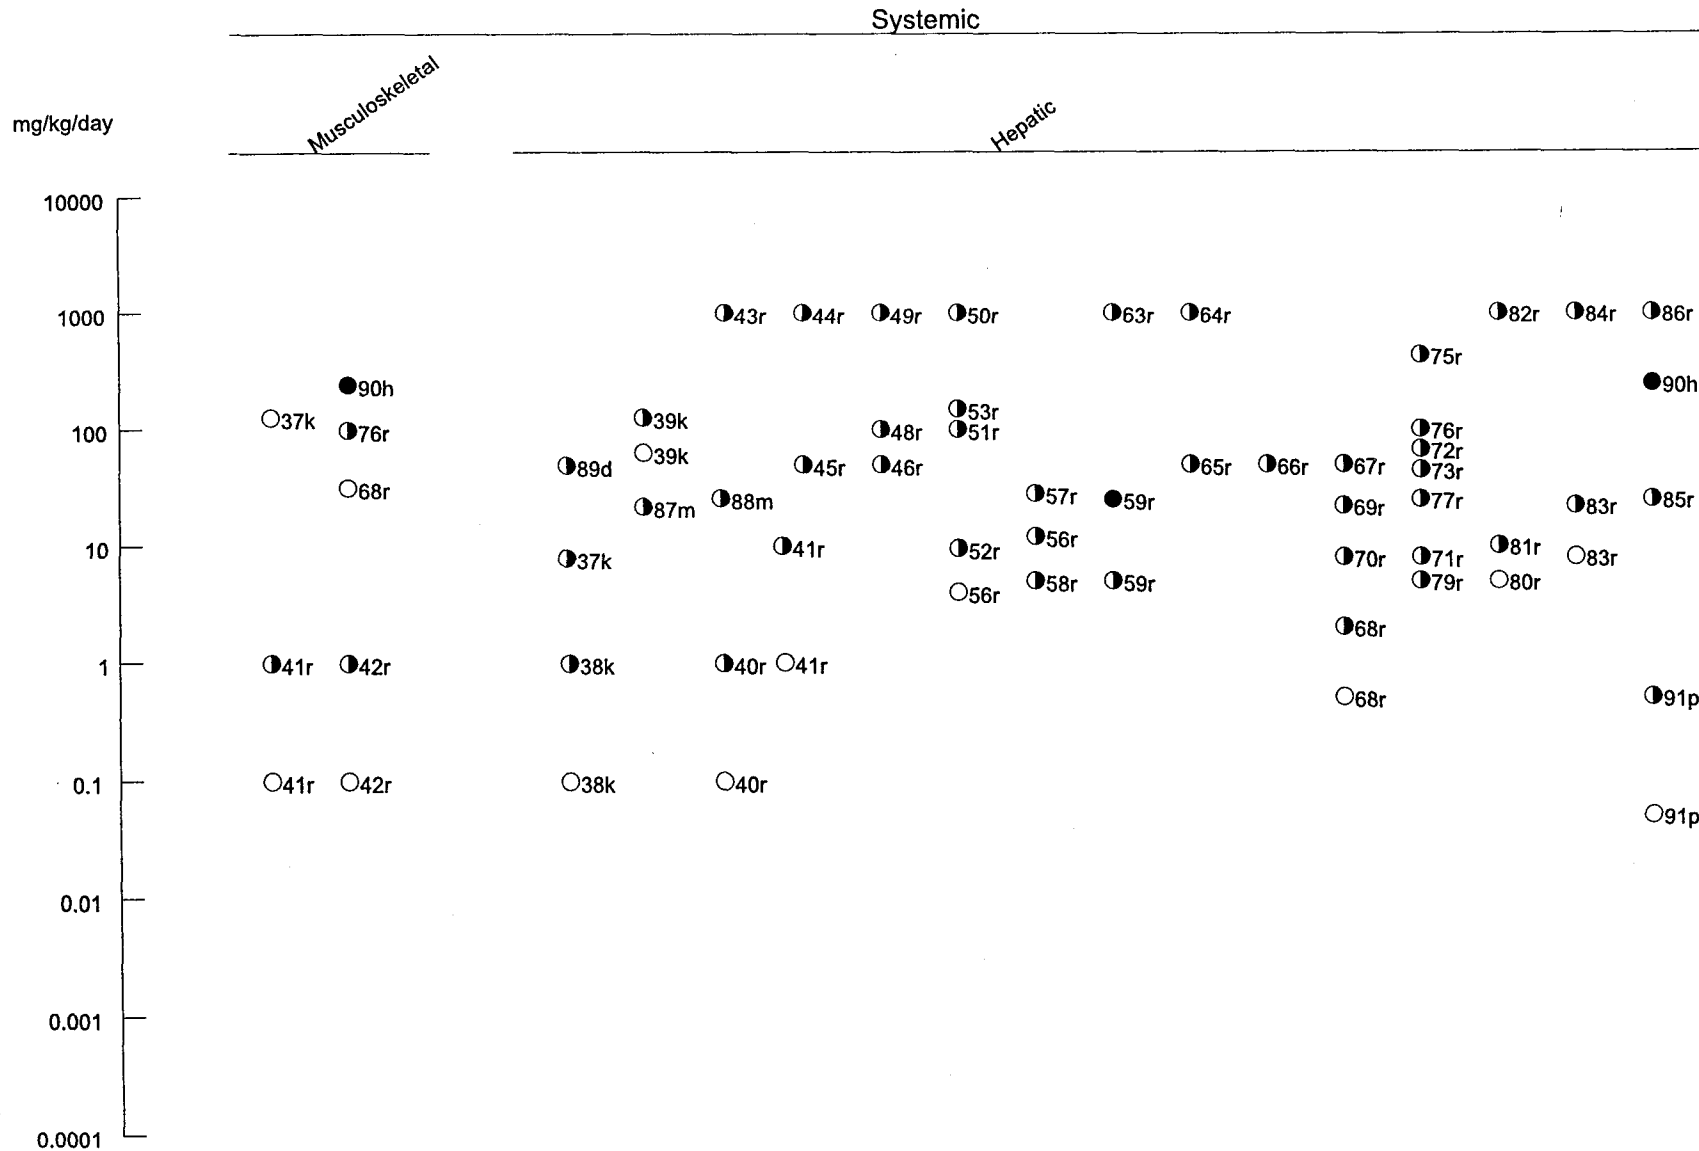 Systemic
Musculoskeletal
Hepatic
mg/kg/day
10000
1000
100
10
1
0.1
0.01
0.001
0.0001
43r 44r 49r 50r 63r 64r 82r 84r 86r
75r
90h 90h
37k 39k 53r
76r 48r 51r 76r
39k 72r
89d 45r 46r 65r 66r 67r 73r
68r 88m 57r 59r 77r 85r
87m 69r 83r
41r 52r 56r 81r
37k 70r 71r 83r
56r 58r 59r 79r 80r
68r
41r 42r 38k 40r 41r
68r 91p
41r 42r 38k 40r
91p